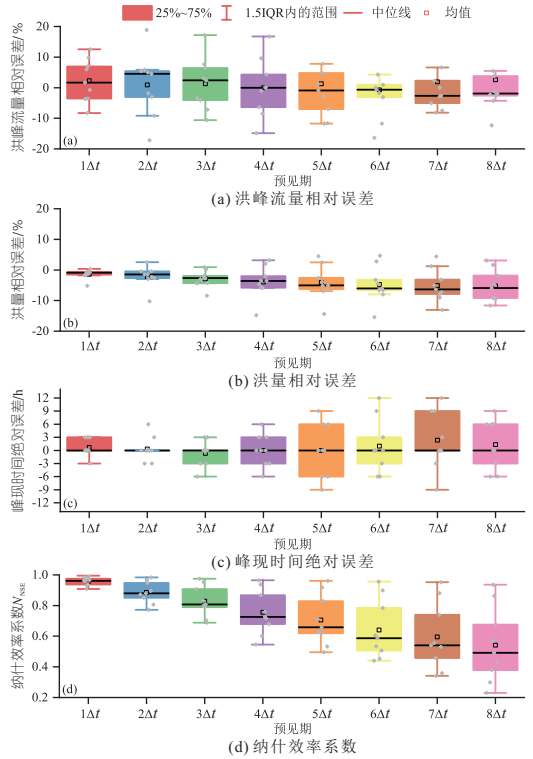 25%~75% 1.5IQR内的范围 中位线 均值
洪峰流量相对误差/%
20
10
0
-10
-20
(a)
1Δt 2Δt 3Δt 4Δt 5Δt 6Δt 7Δt 8Δt
预见期
(a) 洪峰流量相对误差
洪量相对误差/%
20
10
0
-10
-20
(b)
1Δt 2Δt 3Δt 4Δt 5Δt 6Δt 7Δt 8Δt
预见期
(b) 洪量相对误差
峰现时间绝对误差/h
12
9
6
3
0
-3
-6
-9
-12
(c)
1Δt 2Δt 3Δt 4Δt 5Δt 6Δt 7Δt 8Δt
预见期
(c) 峰现时间绝对误差
纳什效率系数NNSE
1.0
0.8
0.6
0.4
0.2
(d)
1Δt 2Δt 3Δt 4Δt 5Δt 6Δt 7Δt 8Δt
预见期
(d) 纳什效率系数